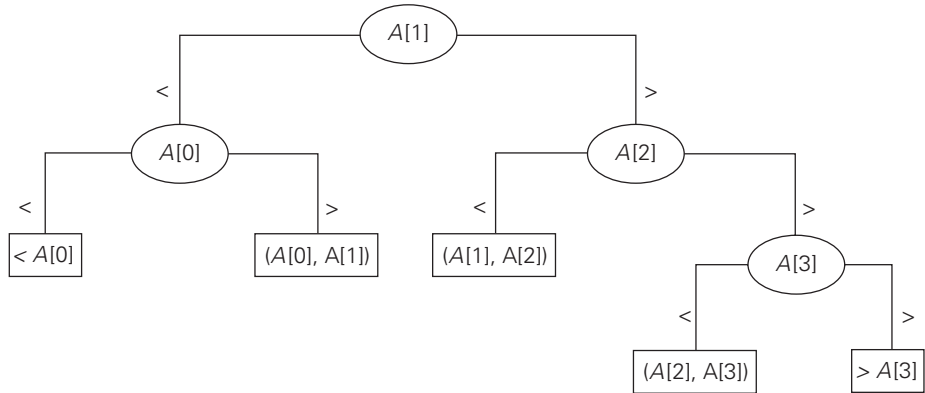 A[1]
<
>
A[0]
A[2]
<
>
<
>
< A[0]
(A[0], A[1])
(A[1], A[2])
A[3]
<
>
(A[2], A[3])
> A[3]